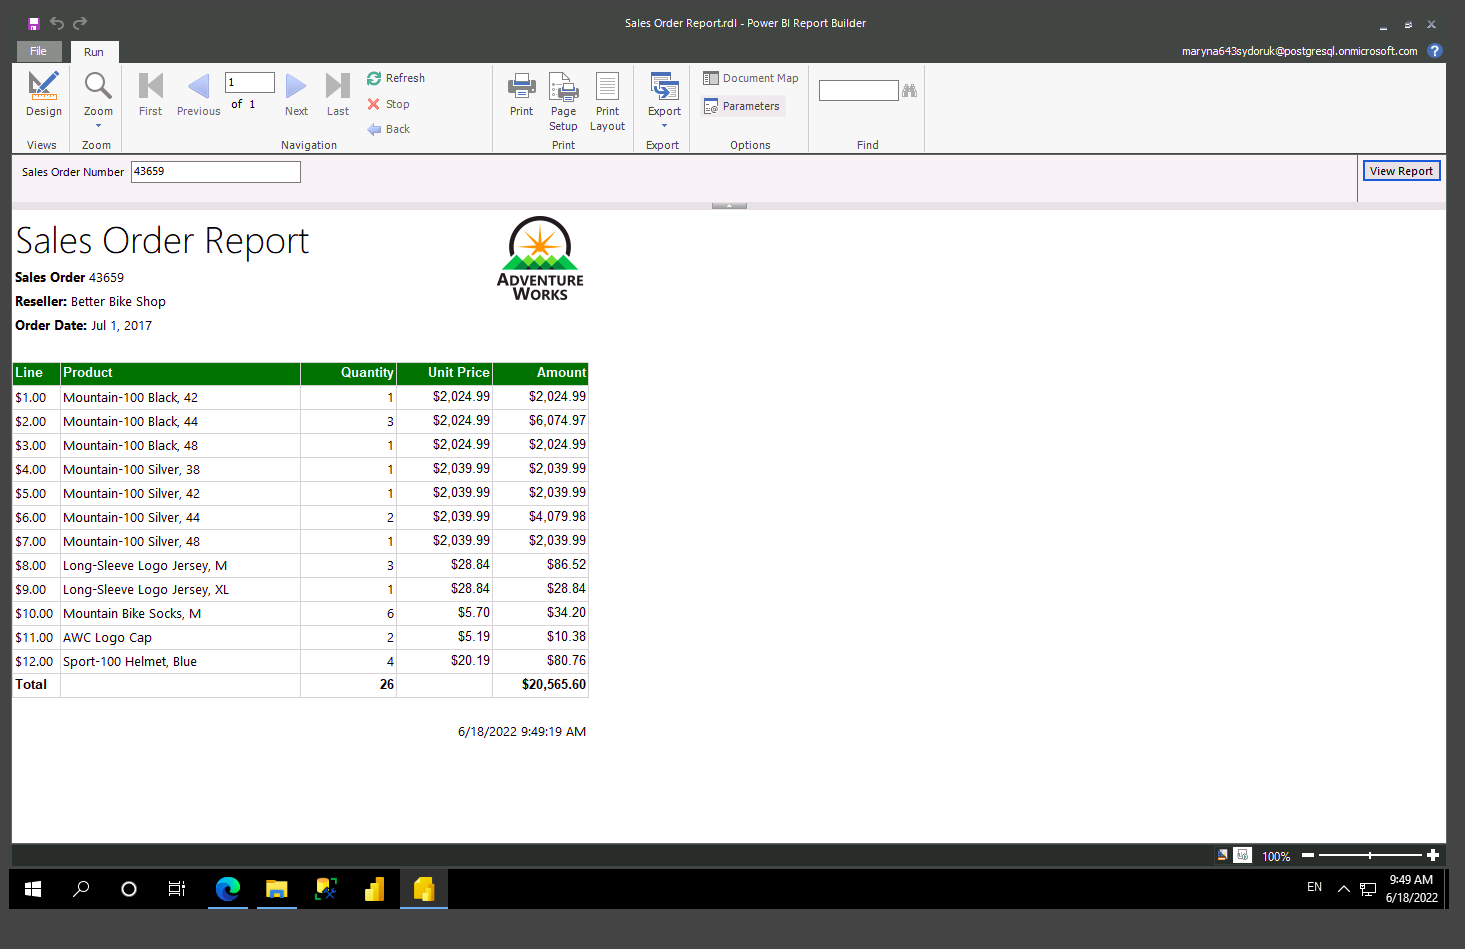 Sales Order Report.rdl - Power BI Report Builder
File Run maryna643sydoruk@postgresql.onmicrosoft.com ?
Design Zoom First Previous 1 of 1 Next Last Refresh Stop Back Print Page Setup Print Layout Export Document Map Parameters
Views Zoom Navigation Print Export Options Find
Sales Order Number 43659 View Report
Sales Order Report
ADVENTURE
WORKS
Sales Order 43659
Reseller: Better Bike Shop
Order Date: Jul 1, 2017
Line Product Quantity Unit Price Amount
$1.00 Mountain-100 Black, 42 1 $2,024.99 $2,024.99
$2.00 Mountain-100 Black, 44 3 $2,024.99 $6,074.97
$3.00 Mountain-100 Black, 48 1 $2,024.99 $2,024.99
$4.00 Mountain-100 Silver, 38 1 $2,039.99 $2,039.99
$5.00 Mountain-100 Silver, 42 1 $2,039.99 $2,039.99
$6.00 Mountain-100 Silver, 44 2 $2,039.99 $4,079.98
$7.00 Mountain-100 Silver, 48 1 $2,039.99 $2,039.99
$8.00 Long-Sleeve Logo Jersey, M 3 $28.84 $86.52
$9.00 Long-Sleeve Logo Jersey, XL 1 $28.84 $28.84
$10.00 Mountain Bike Socks, M 6 $5.70 $34.20
$11.00 AWC Logo Cap 2 $5.19 $10.38
$12.00 Sport-100 Helmet, Blue 4 $20.19 $80.76
Total 26 $20,565.60
6/18/2022 9:49:19 AM
100%
EN 9:49 AM
6/18/2022